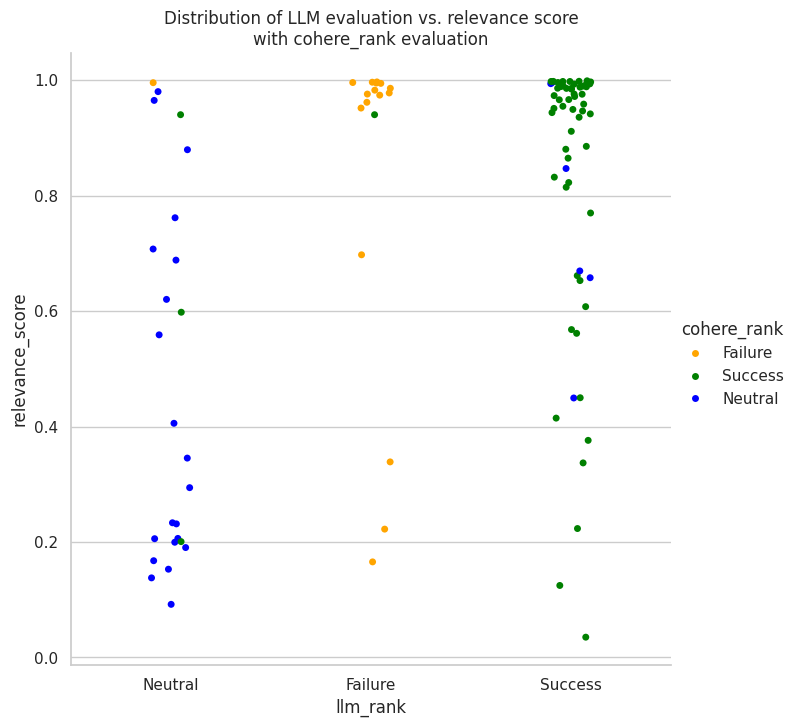 Distribution of LLM evaluation vs. relevance score
with cohere_rank evaluation
relevance_score
1.0
0.8
0.6
0.4
0.2
0.0
Neutral
Failure
Success
llm_rank
cohere_rank
Failure
Success
Neutral